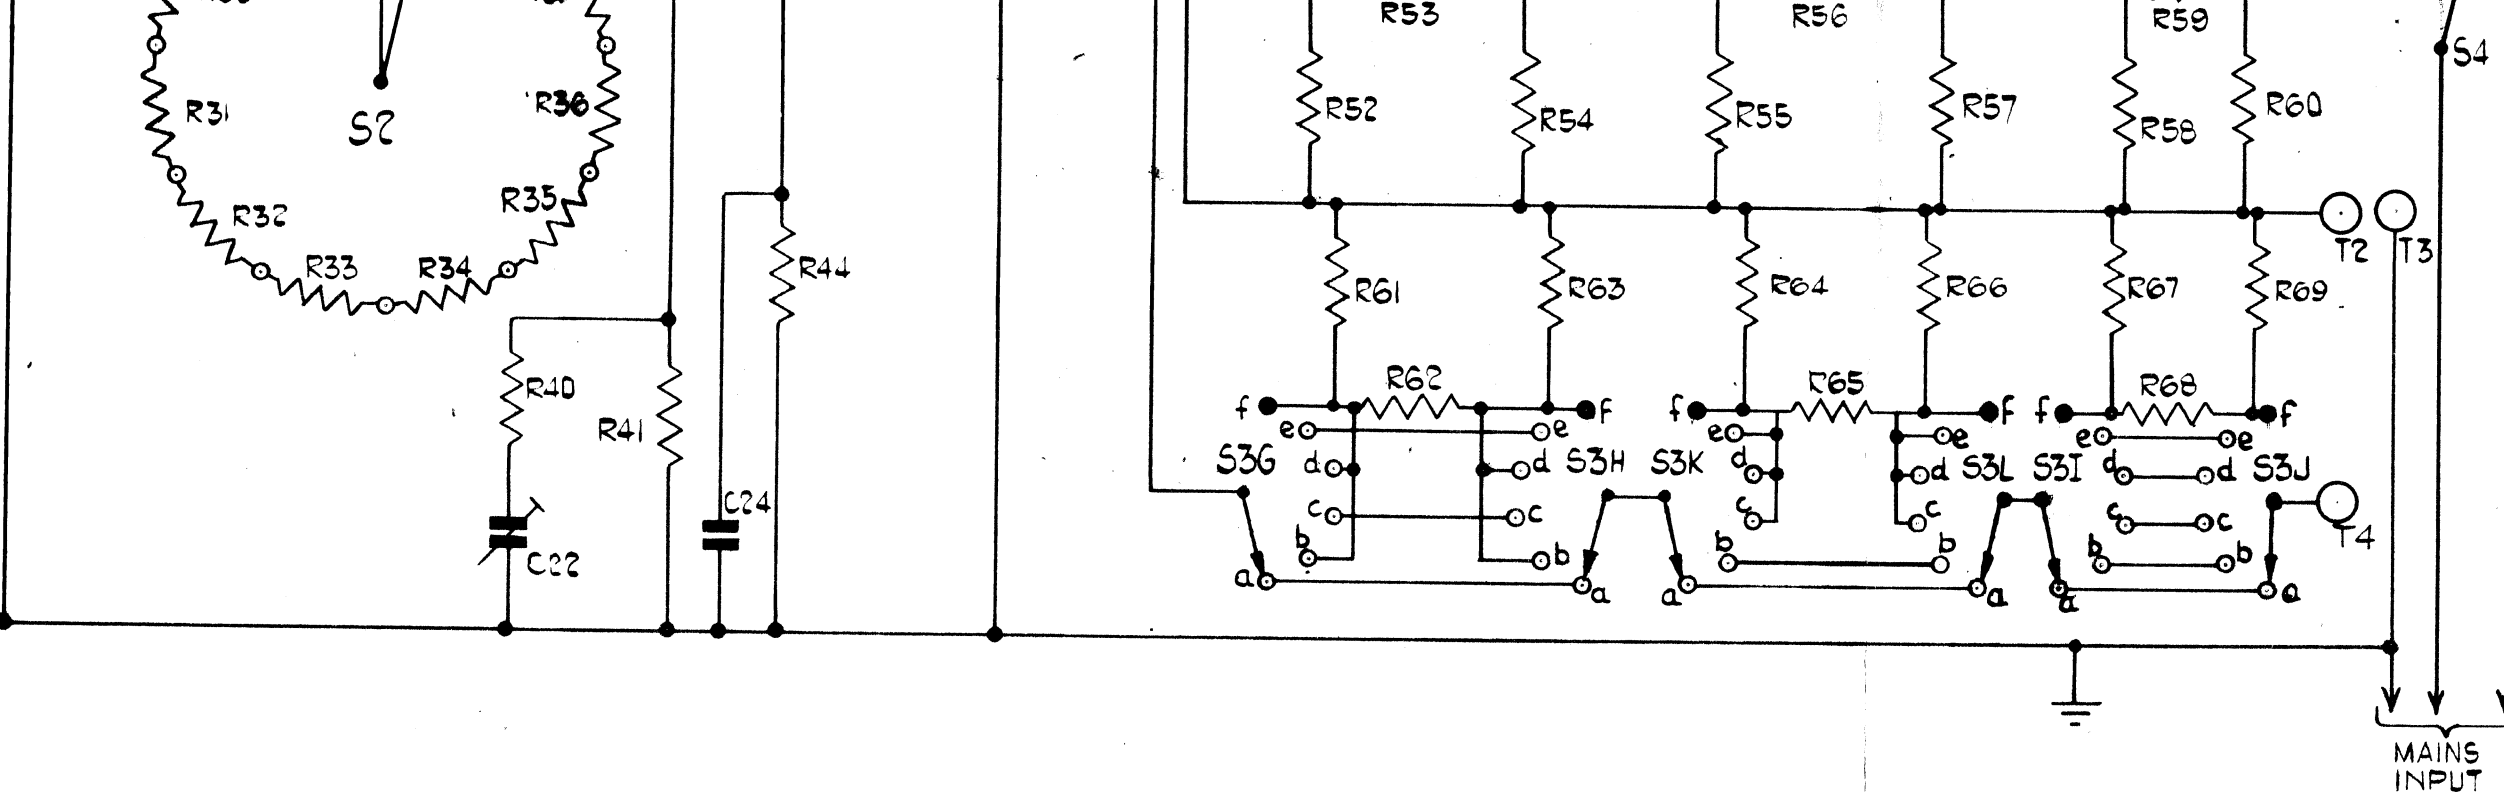 R53
R56
R59
S4
R31
R36
R52
R54
R55
R57
R58
R60
S2
R32
R35
R33
R34
R44
T2
T3
R61
R63
R64
R66
R67
R69
R40
R41
R62
R65
R68
f f f f f f
e e e e e e
S3G d d S3H S3K d d S3L S3I d d S3J
C24
c c c c c c
T4
b b b b b b
C22
a a a a a a
MAINS
INPUT